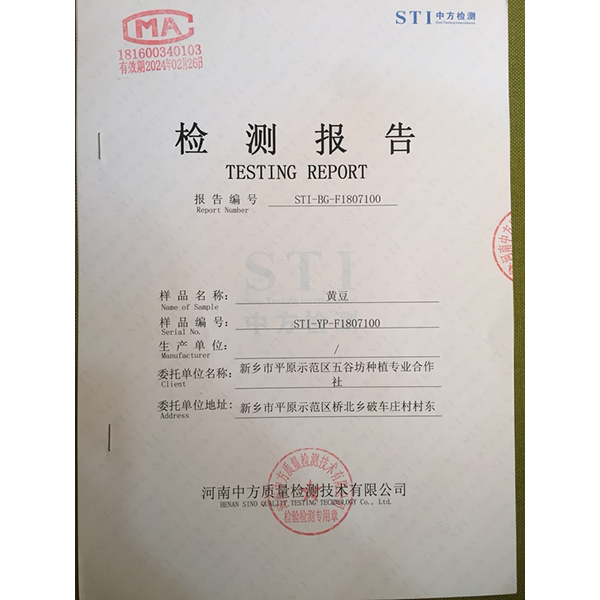 MA
181600340103
有效期2024年02月26日
STI 中方检测
检 测 报 告
TESTING REPORT
报告编号 STI-BG-F1807100
Report Number
STI
中方检测
样品名称: 黄豆
Name of Sample
样品编号: STI-YP-F1807100
Serial No.
生产单位: /
Manufacturer
委托单位名称: 新乡市平原示范区五谷坊种植专业合作
社
Client
委托单位地址: 新乡市平原示范区桥北乡破车庄村村东
Address
河南中方质量检测技术有限公司
HENAN SINO QUALITY TESTING TECHNOLOGY Co., Ltd.
检验检测专用章